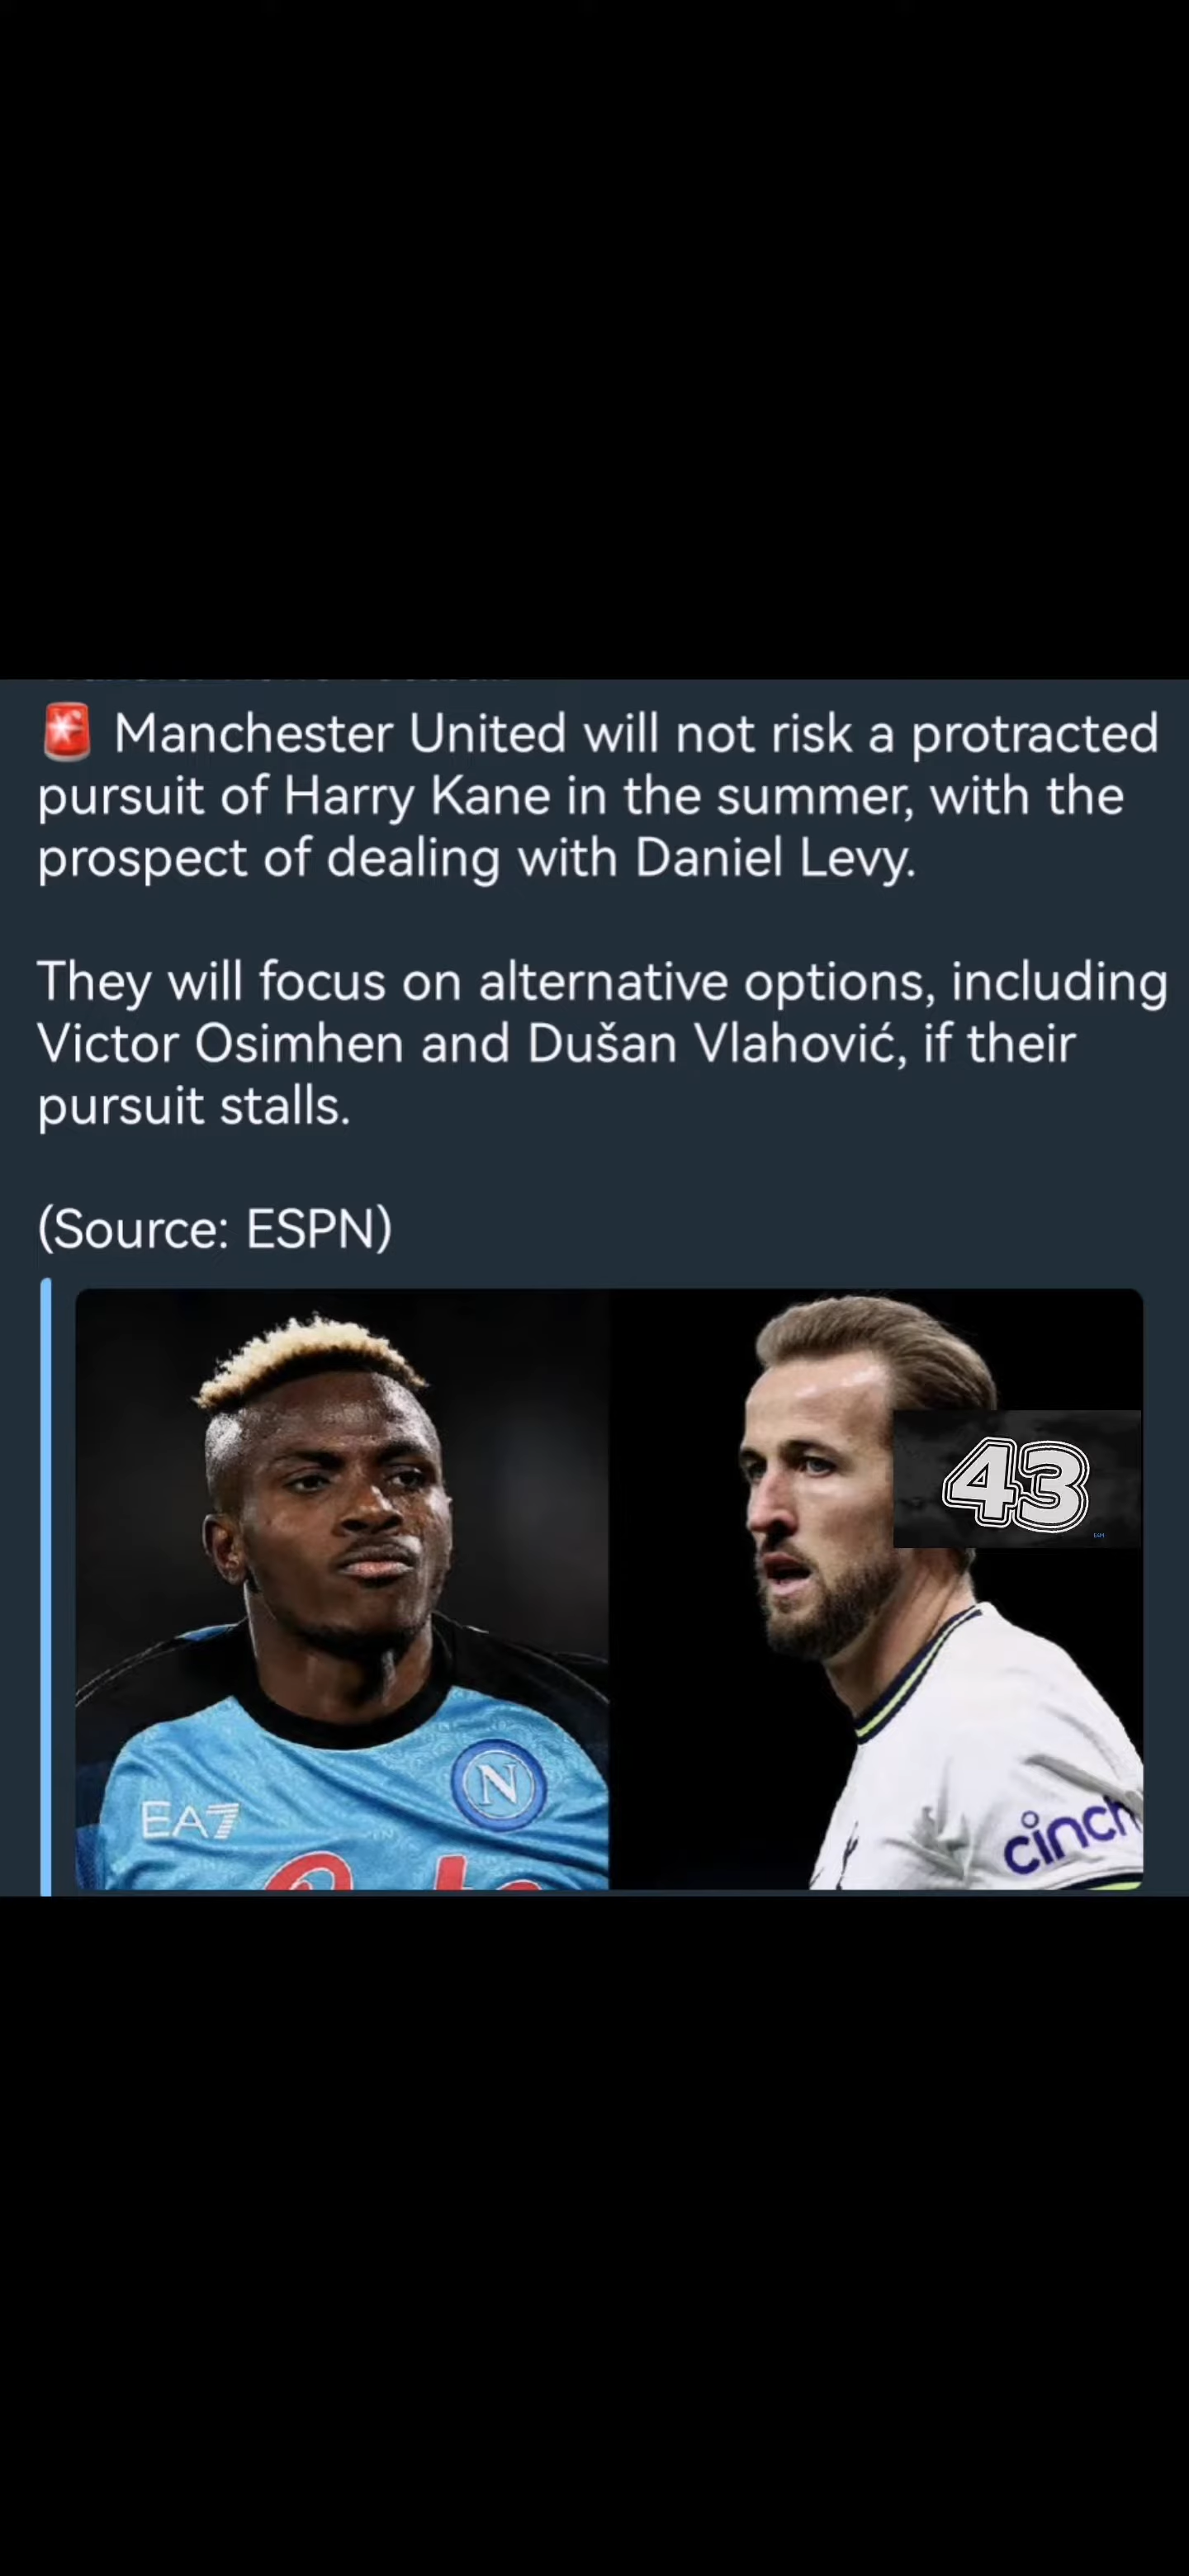 🚨 Manchester United will not risk a protracted
pursuit of Harry Kane in the summer, with the
prospect of dealing with Daniel Levy.
They will focus on alternative options, including
Victor Osimhen and Dušan Vlahović, if their
pursuit stalls.
(Source: ESPN)
43
N
EA7
cinch